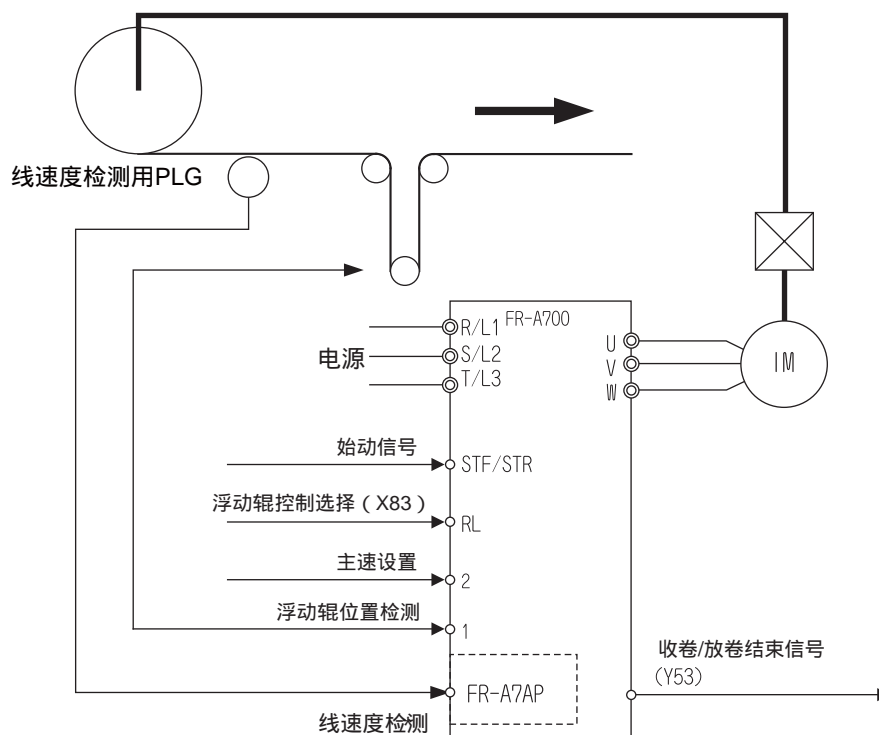 线速度检测用PLG
FR-A700
R/L1
S/L2
T/L3
电源
U
V
W
IM
始动信号
STF/STR
浮动辊控制选择（X83）
RL
主速设置
2
浮动辊位置检测
1
收卷/放卷结束信号
(Y53)
FR-A7AP
线速度检测